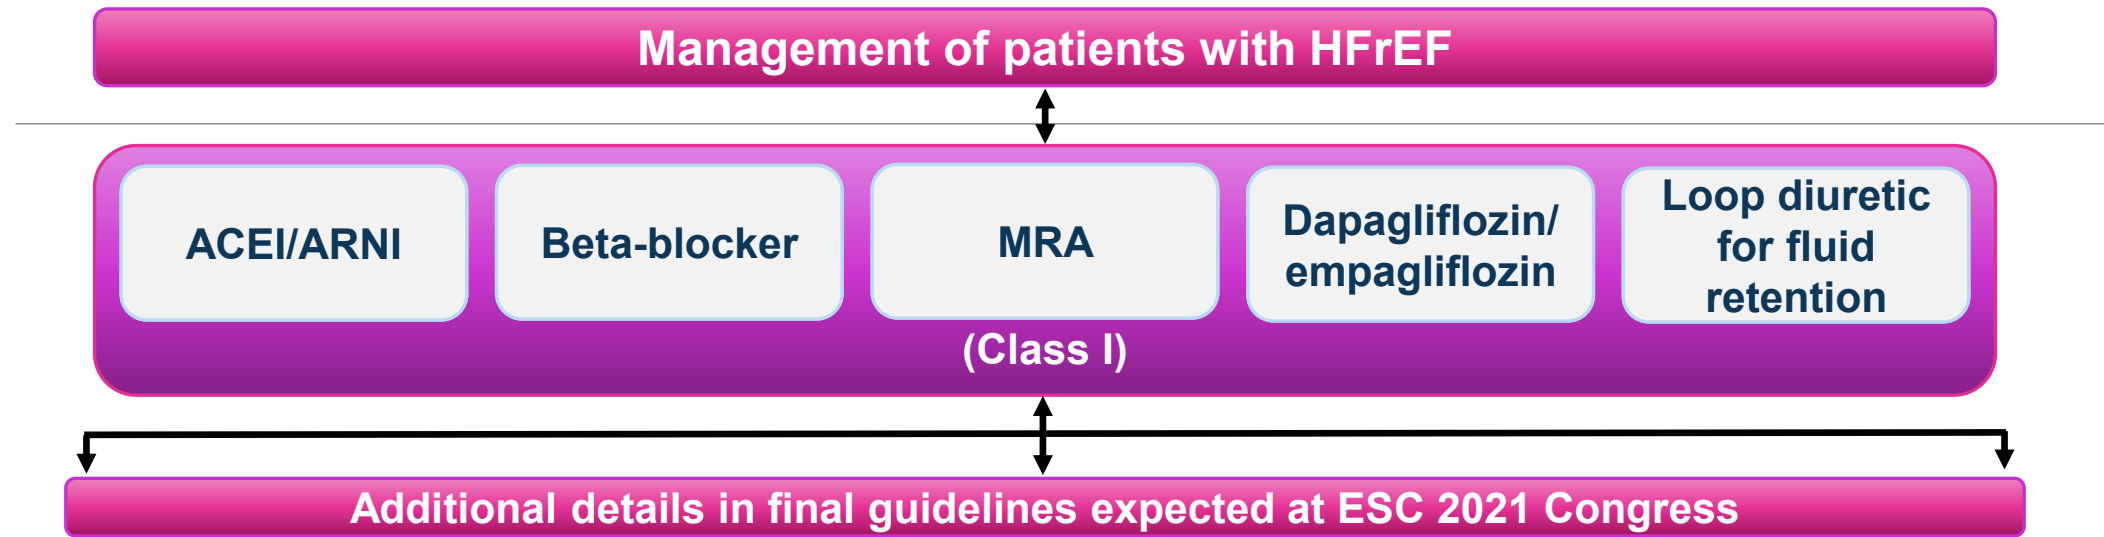 Management of patients with HFrEF
ACEI/ARNI
Beta-blocker
MRA
Dapagliflozin/
empagliflozin
Loop diuretic
for fluid
retention
(Class I)
Additional details in final guidelines expected at ESC 2021 Congress